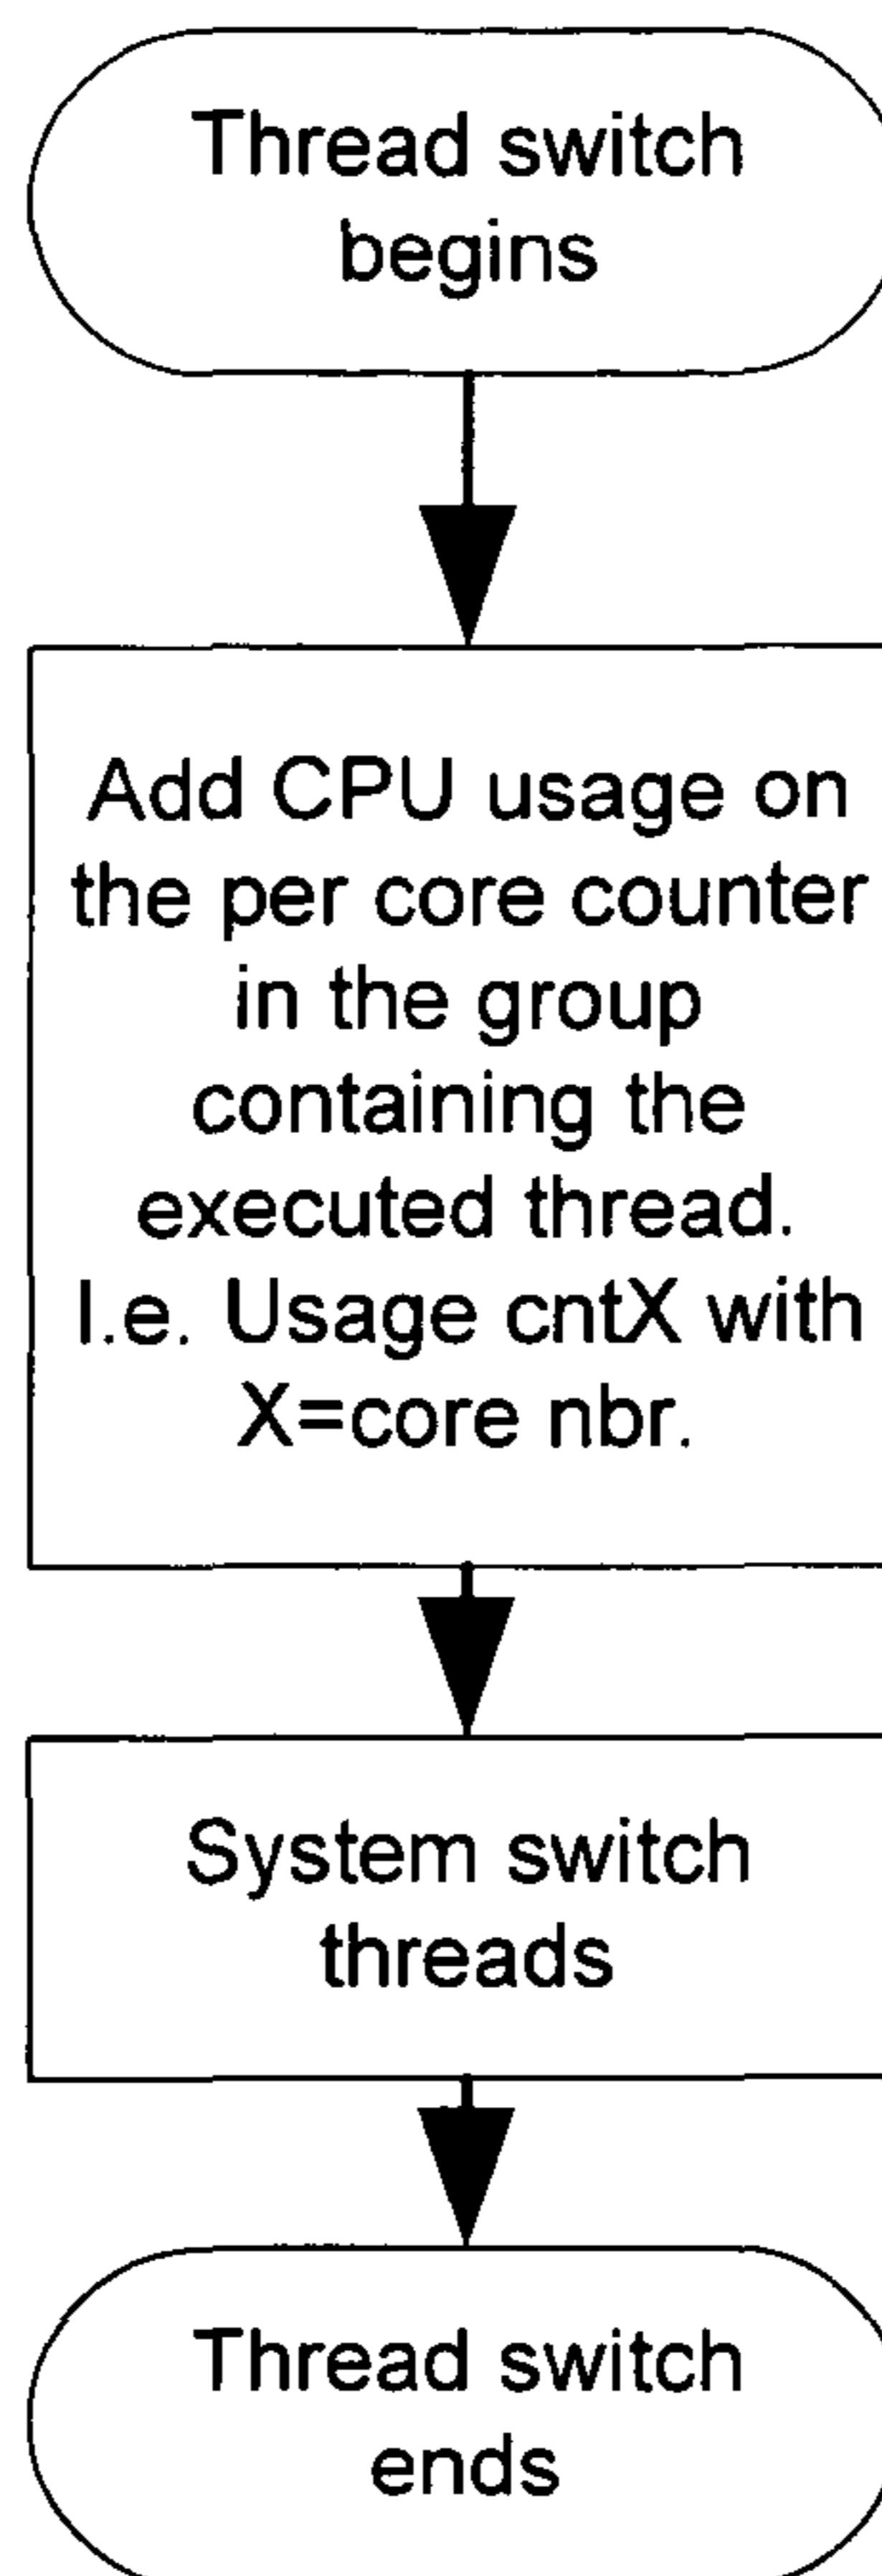 Thread switch
begins
Add CPU usage on
the per core counter
in the group
containing the
executed thread.
I.e. Usage cntX with
X=core nbr.
System switch
threads
Thread switch
ends